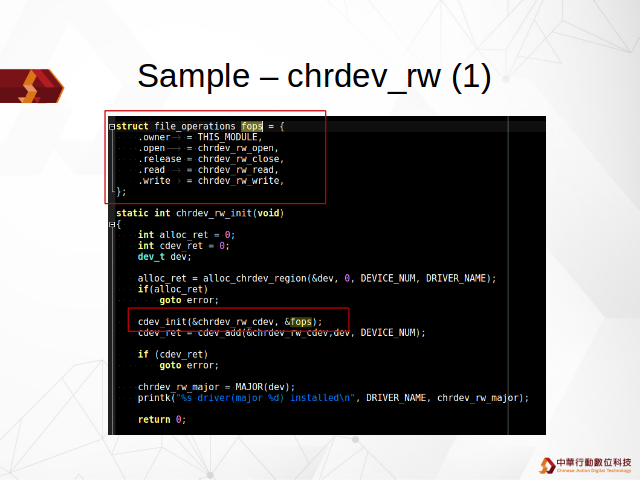 Sample – chrdev_rw (1)
struct file_operations fops = {
.owner = THIS_MODULE,
.open = chrdev_rw_open,
.release = chrdev_rw_close,
.read = chrdev_rw_read,
.write = chrdev_rw_write,
};
static int chrdev_rw_init(void)
{
int alloc_ret = 0;
int cdev_ret = 0;
dev_t dev;
alloc_ret = alloc_chrdev_region(&dev, 0, DEVICE_NUM, DRIVER_NAME);
if(alloc_ret)
goto error;
cdev_init(&chrdev_rw_cdev, &fops);
cdev_ret = cdev_add(&chrdev_rw_cdev,dev, DEVICE_NUM);
if (cdev_ret)
goto error;
chrdev_rw_major = MAJOR(dev);
printk("%s driver(major %d) installed\n", DRIVER_NAME, chrdev_rw_major);
return 0;
中華行動數位科技
Chinese Action Digital Technology